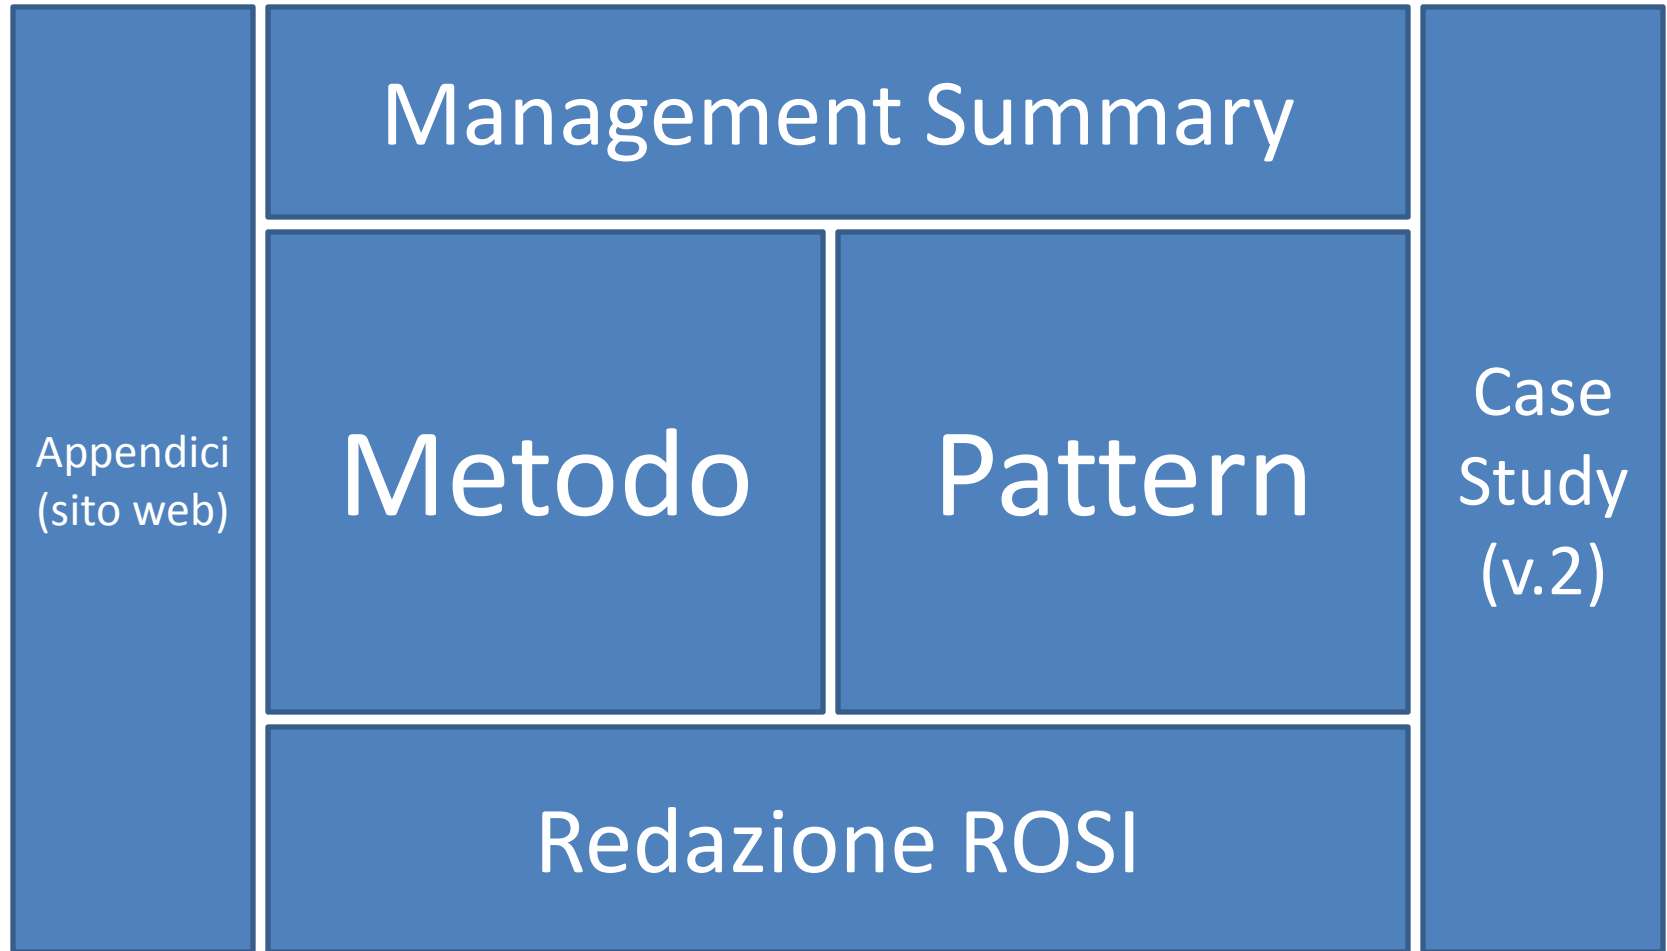 Management Summary
Appendici
(sito web)
Metodo
Pattern
Case
Study
(v.2)
Redazione ROSI